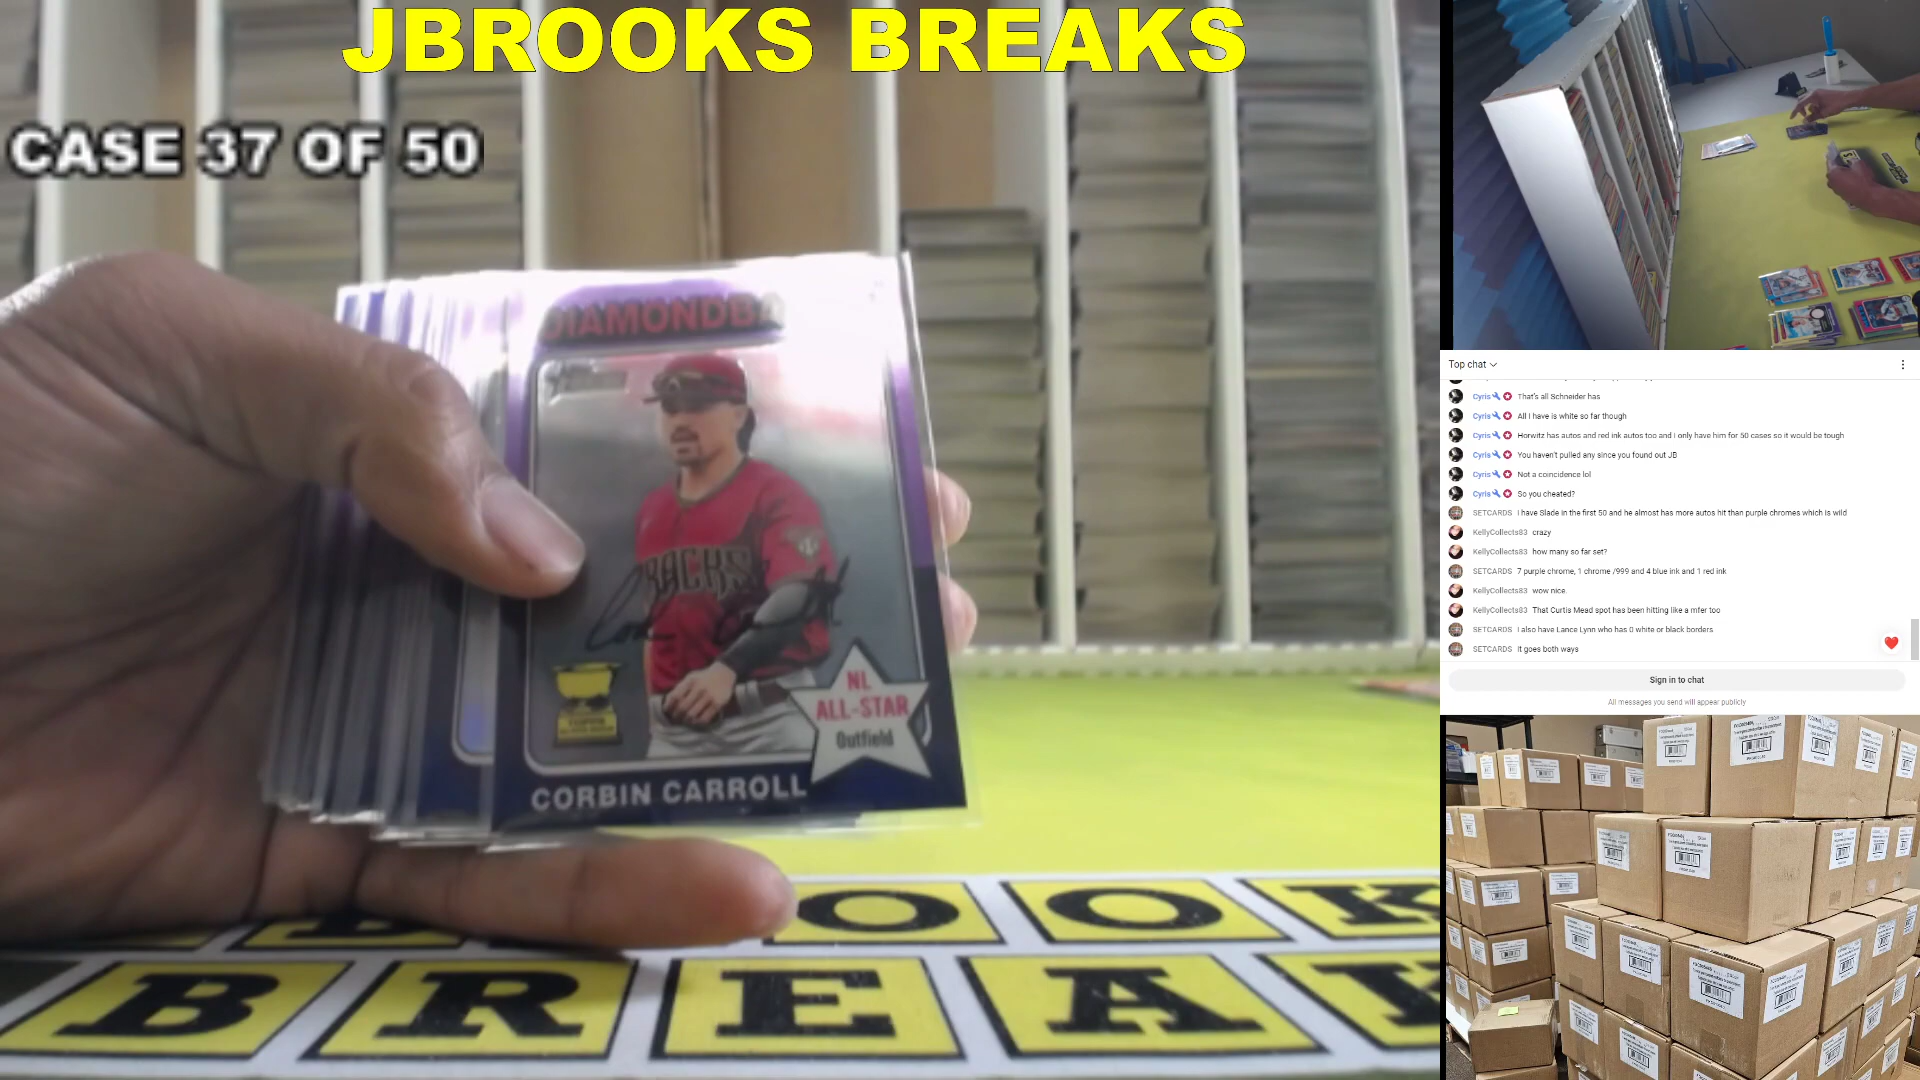 JBROOKS BREAKS
CASE 37 OF 50
DIAMONDBA
RACKS
NL
ALL-STAR
Outfield
CORBIN CARROLL
O O K
B R E A K
Top chat
Cyris That's all Schneider has
Cyris All I have is white so far though
Cyris Horwitz has autos and red ink autos too and I only have him for 50 cases so it would be tough
Cyris You haven't pulled any since you found out JB
Cyris Not a coincidence lol
Cyris So you cheated?
SETCARDS i have Slade in the first 50 and he almost has more autos hit than purple chromes which is wild
KellyCollects83 crazy
KellyCollects83 how many so far set?
SETCARDS 7 purple chrome, 1 chrome /999 and 4 blue ink and 1 red ink
KellyCollects83 wow nice.
KellyCollects83 That Curtis Mead spot has been hitting like a mfer too
SETCARDS I also have Lance Lynn who has 0 white or black borders
SETCARDS It goes both ways
Sign in to chat
All messages you send will appear publicly